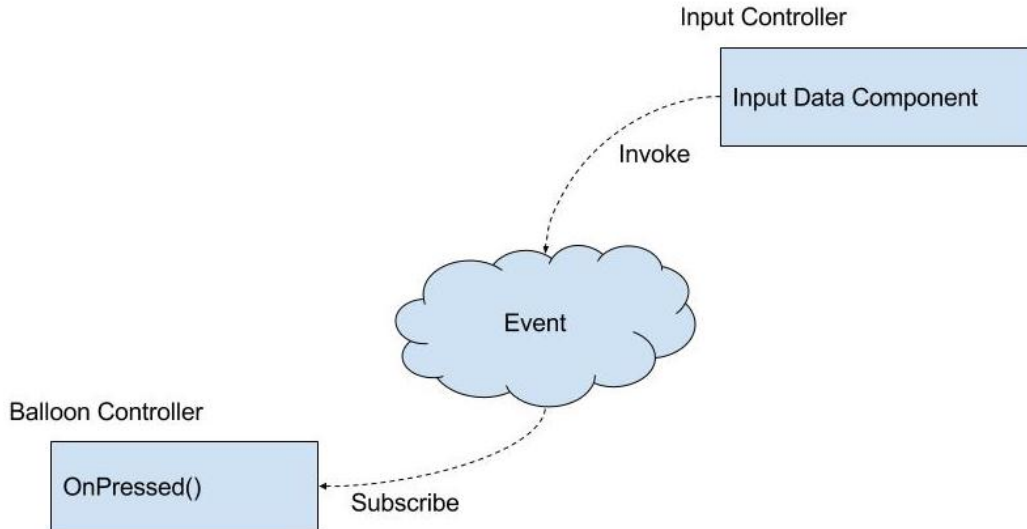 Input Controller
Input Data Component
Invoke
Event
Balloon Controller
OnPressed()
Subscribe